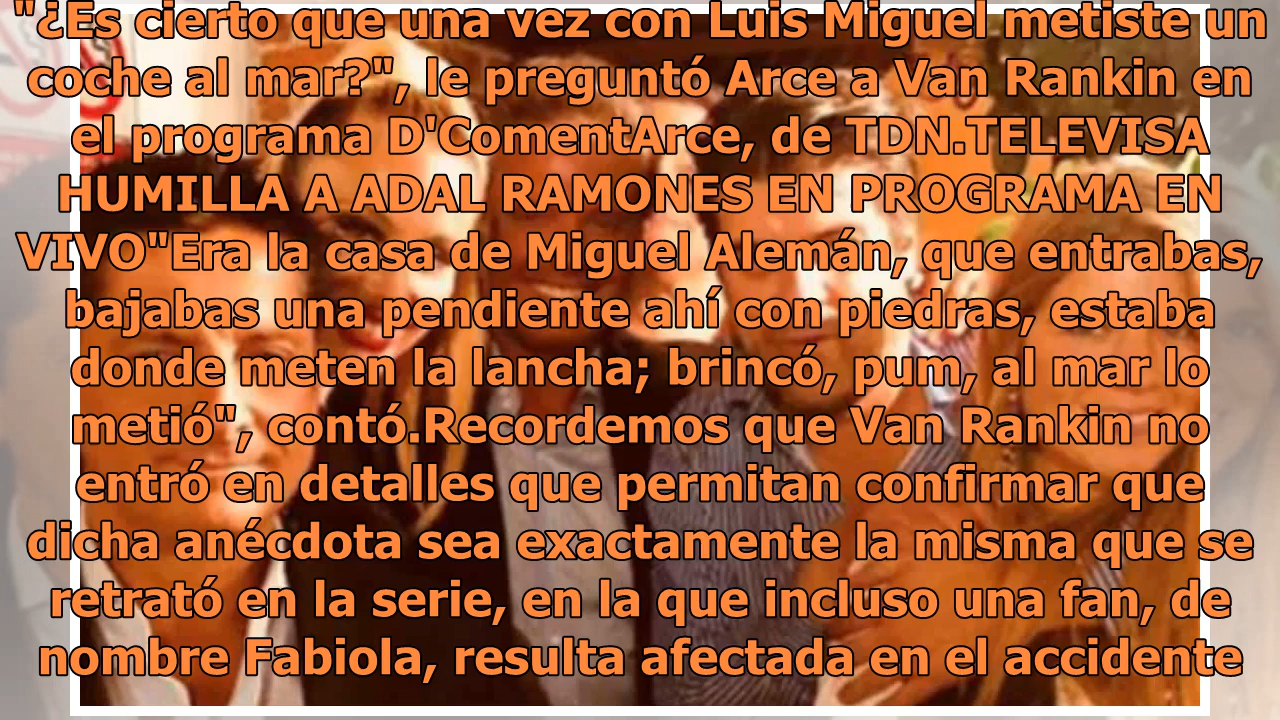 "¿Es cierto que una vez con Luis Miguel metiste un
coche al mar?", le preguntó Arce a Van Rankin en
el programa D'ComentArce, de TDN.TELEVISA
HUMILLA A ADAL RAMONES EN PROGRAMA EN
VIVO"Era la casa de Miguel Alemán, que entrabas,
bajabas una pendiente ahí con piedras, estaba
donde meten la lancha; brincó, pum, al mar lo
metió", contó.Recordemos que Van Rankin no
entró en detalles que permitan confirmar que
dicha anécdota sea exactamente la misma que se
retrató en la serie, en la que incluso una fan, de
nombre Fabiola, resulta afectada en el accidente